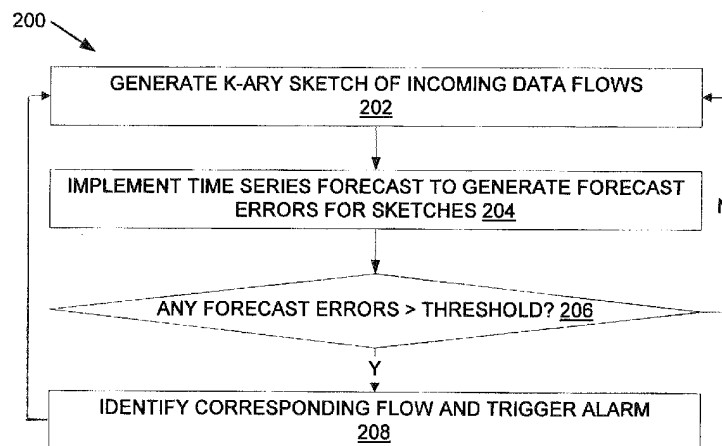 200
GENERATE K-ARY SKETCH OF INCOMING DATA FLOWS
202
IMPLEMENT TIME SERIES FORECAST TO GENERATE FORECAST
ERRORS FOR SKETCHES 204
ANY FORECAST ERRORS > THRESHOLD? 206
Y
IDENTIFY CORRESPONDING FLOW AND TRIGGER ALARM
208